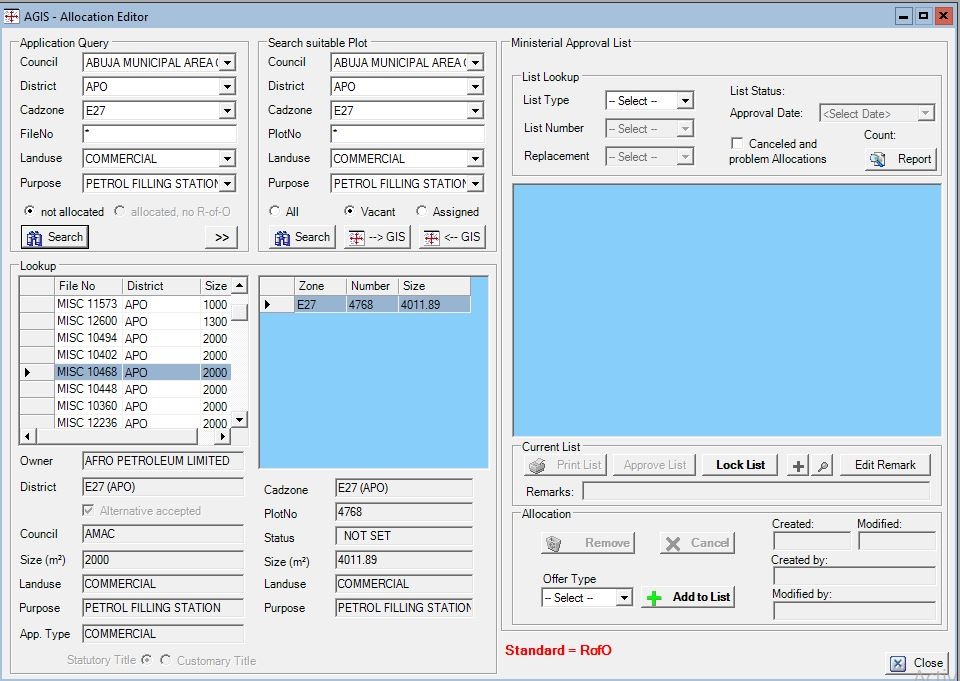 AGIS - Allocation Editor
Application Query
Council ABUJA MUNICIPAL AREA
District APO
Cadzone E27
FileNo *
Landuse COMMERCIAL
Purpose PETROL FILLING STATION
not allocated allocated, no R-of-O
Search >>
Search suitable Plot
Council ABUJA MUNICIPAL AREA
District APO
Cadzone E27
PlotNo *
Landuse COMMERCIAL
Purpose PETROL FILLING STATION
All Vacant Assigned
Search --> GIS <-- GIS
Ministerial Approval List
List Lookup
List Type -- Select --
List Number -- Select --
Replacement -- Select --
List Status:
Approval Date: <Select Date>
Count:
Canceled and
problem Allocations
Report
Lookup
File No District Size
MISC 11573 APO 1000
MISC 12600 APO 1300
MISC 10494 APO 2000
MISC 10402 APO 2000
MISC 10468 APO 2000
MISC 10448 APO 2000
MISC 10360 APO 2000
MISC 12236 APO 2000
Zone Number Size
E27 4768 4011.89
Owner AFRO PETROLEUM LIMITED
District E27 (APO)
Alternative accepted
Council AMAC
Size (m²) 2000
Landuse COMMERCIAL
Purpose PETROL FILLING STATION
App. Type COMMERCIAL
Statutory Title Customary Title
Cadzone E27 (APO)
PlotNo 4768
Status NOT SET
Size (m²) 4011.89
Landuse COMMERCIAL
Purpose PETROL FILLING STATION
Current List
Print List Approve List Lock List + Edit Remark
Remarks:
Allocation
Remove Cancel
Offer Type
-- Select -- Add to List
Created: Modified:
Created by:
Modified by:
Standard = RofO
Close